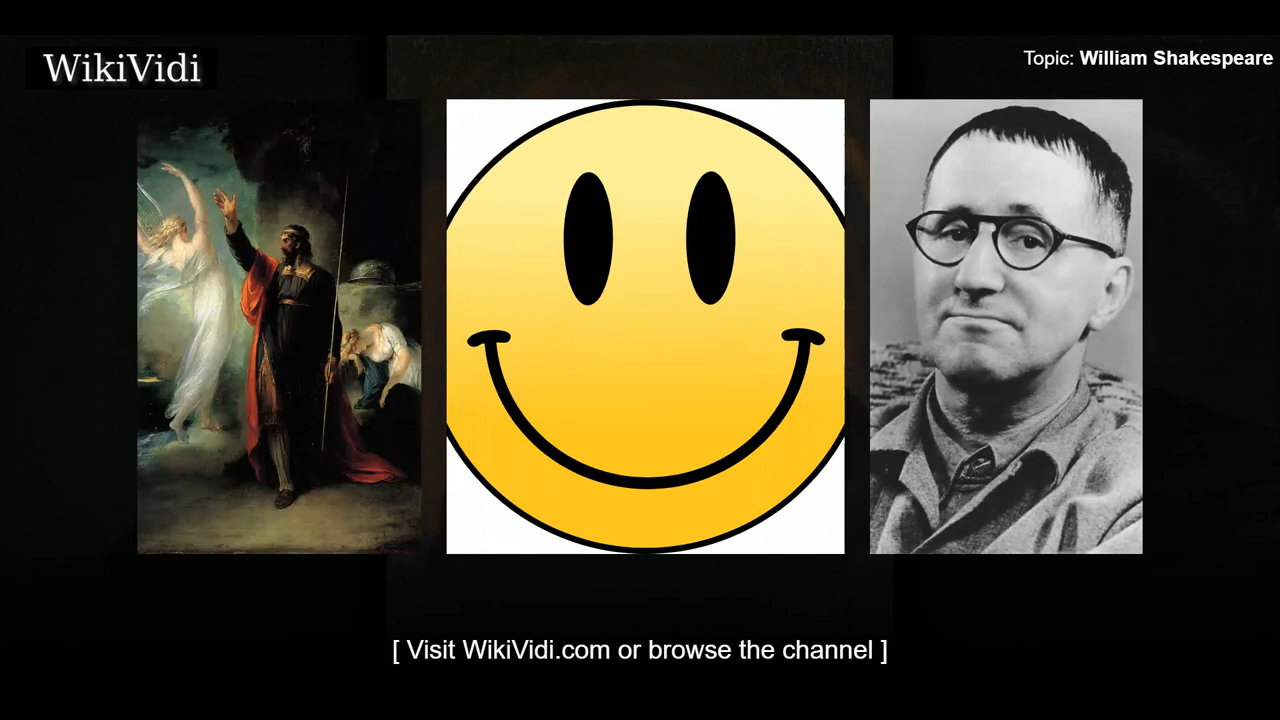 WikiVidi
Topic: William Shakespeare
[ Visit WikiVidi.com or browse the channel ]